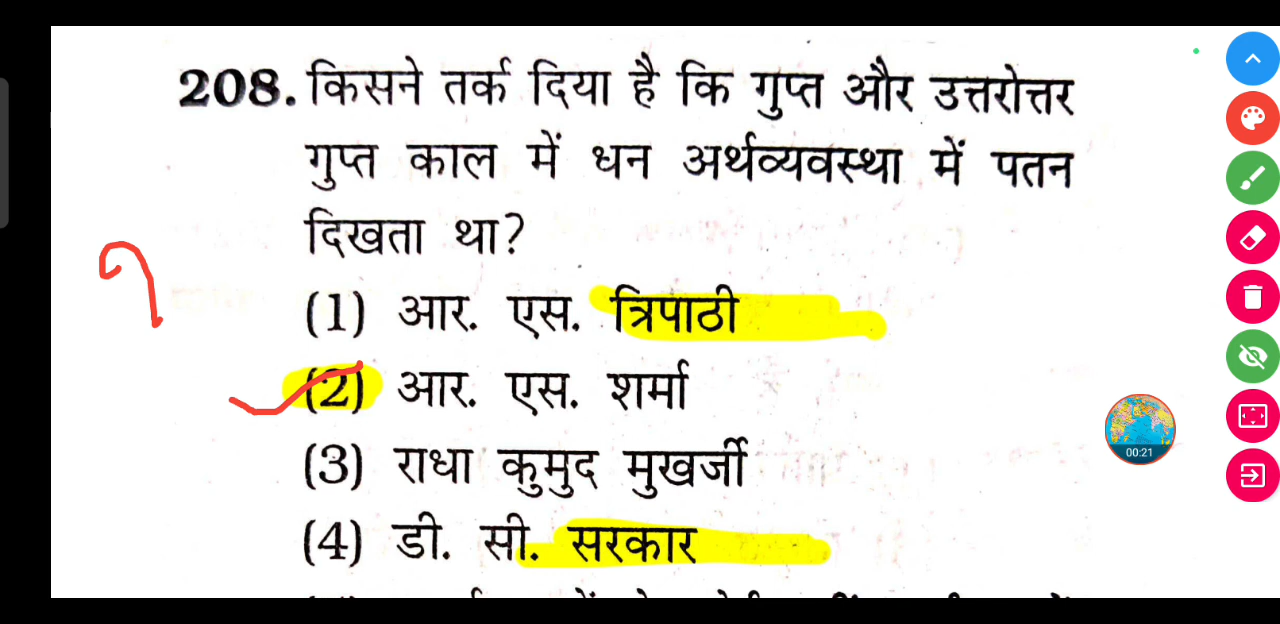 208. किसने तर्क दिया है कि गुप्त और उत्तरोत्तर
गुप्त काल में धन अर्थव्यवस्था में पतन
दिखता था?
(1) आर. एस. त्रिपाठी
(2) आर. एस. शर्मा
(3) राधा कुमुद मुखर्जी
(4) डी. सी. सरकार
00:21